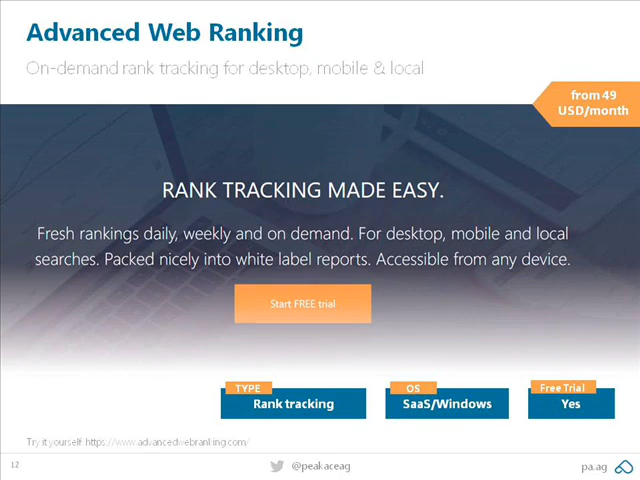 Advanced Web Ranking
On-demand rank tracking for desktop, mobile & local
from 49
USD/month
RANK TRACKING MADE EASY.
Fresh rankings daily, weekly and on demand. For desktop, mobile and local
searches. Packed nicely into white label reports. Accessible from any device.
Start FREE trial
TYPE
Rank tracking
OS
SaaS/Windows
Free Trial
Yes
Try it yourself: https://www.advancedwebranking.com/
12
@peakaceag
pa.ag